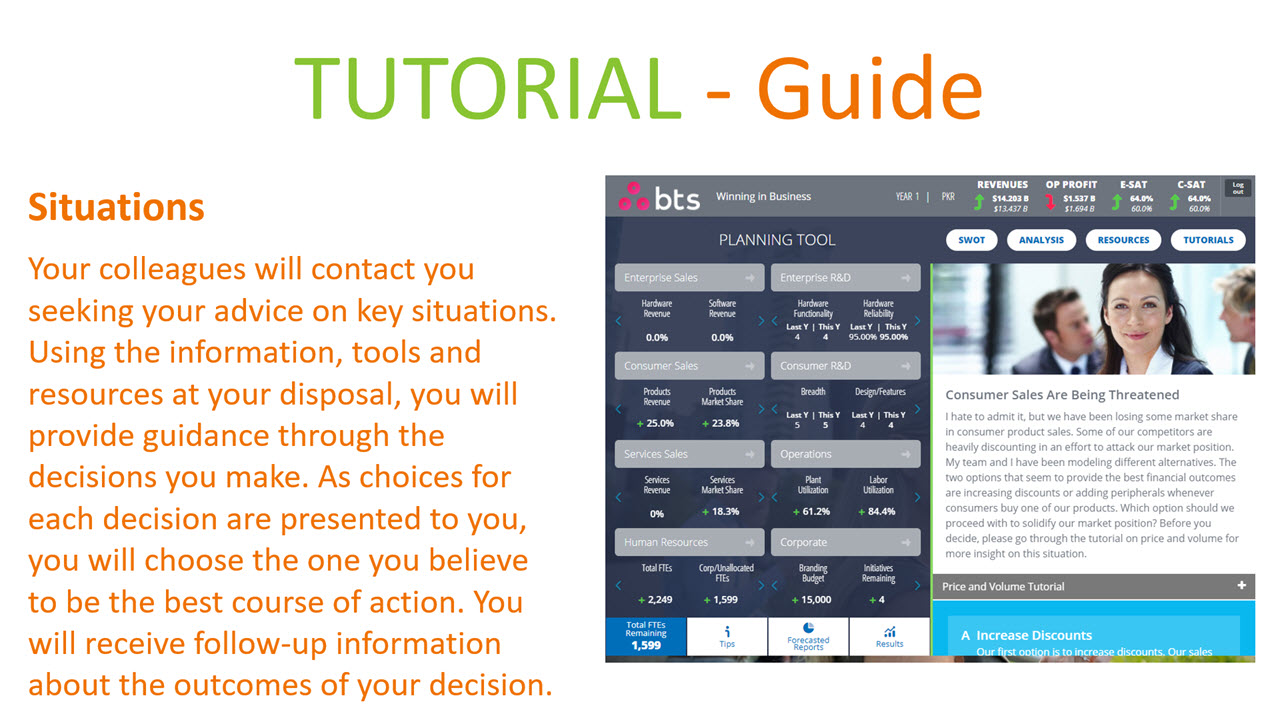 TUTORIAL - Guide
Situations
Your colleagues will contact you
seeking your advice on key situations.
Using the information, tools and
resources at your disposal, you will
provide guidance through the
decisions you make. As choices for
each decision are presented to you,
you will choose the one you believe
to be the best course of action. You
will receive follow-up information
about the outcomes of your decision.
bts Winning in Business YEAR 1 | PKR
REVENUES OP PROFIT E-SAT C-SAT Log
out
$14.203 B $1.537 B 64.0% 64.0%
$13.437 B $1.694 B 60.0% 60.0%
PLANNING TOOL
SWOT ANALYSIS RESOURCES TUTORIALS
Enterprise Sales Enterprise R&D
Hardware Software Hardware Hardware
Revenue Revenue Functionality Reliability
Last Y | This Y Last Y | This Y
0.0% 0.0% 4 4 95.00% 95.00%
Consumer Sales Consumer R&D
Products Products Breadth Design/Features
Revenue Market Share
Last Y | This Y Last Y | This Y
+ 25.0% + 23.8% 5 5 4 4
Services Sales Operations
Services Services Plant Labor
Revenue Market Share Utilization Utilization
0% + 18.3% + 61.2% + 84.4%
Human Resources Corporate
Total FTEs Corp/Unallocated Branding Initiatives
FTEs Budget Remaining
+ 2,249 + 1,599 + 15,000 + 4
Total FTEs
Remaining
1,599
Tips
Forecasted
Reports
Results
Consumer Sales Are Being Threatened
I hate to admit it, but we have been losing some market share
in consumer product sales. Some of our competitors are
heavily discounting in an effort to attack our market position.
My team and I have been modeling different alternatives. The
two options that seem to provide the best financial outcomes
are increasing discounts or adding peripherals whenever
consumers buy one of our products. Which option should we
proceed with to solidify our market position? Before you
decide, please go through the tutorial on price and volume for
more insight on this situation.
Price and Volume Tutorial +
A Increase Discounts
Our first option is to increase discounts. Our sales